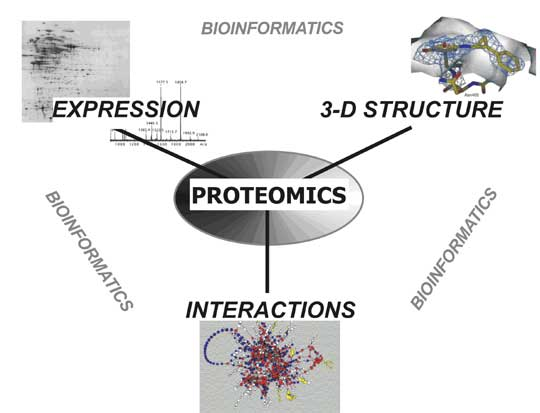 BIOINFORMATICS
EXPRESSION
3-D STRUCTURE
PROTEOMICS
BIOINFORMATICS
BIOINFORMATICS
INTERACTIONS